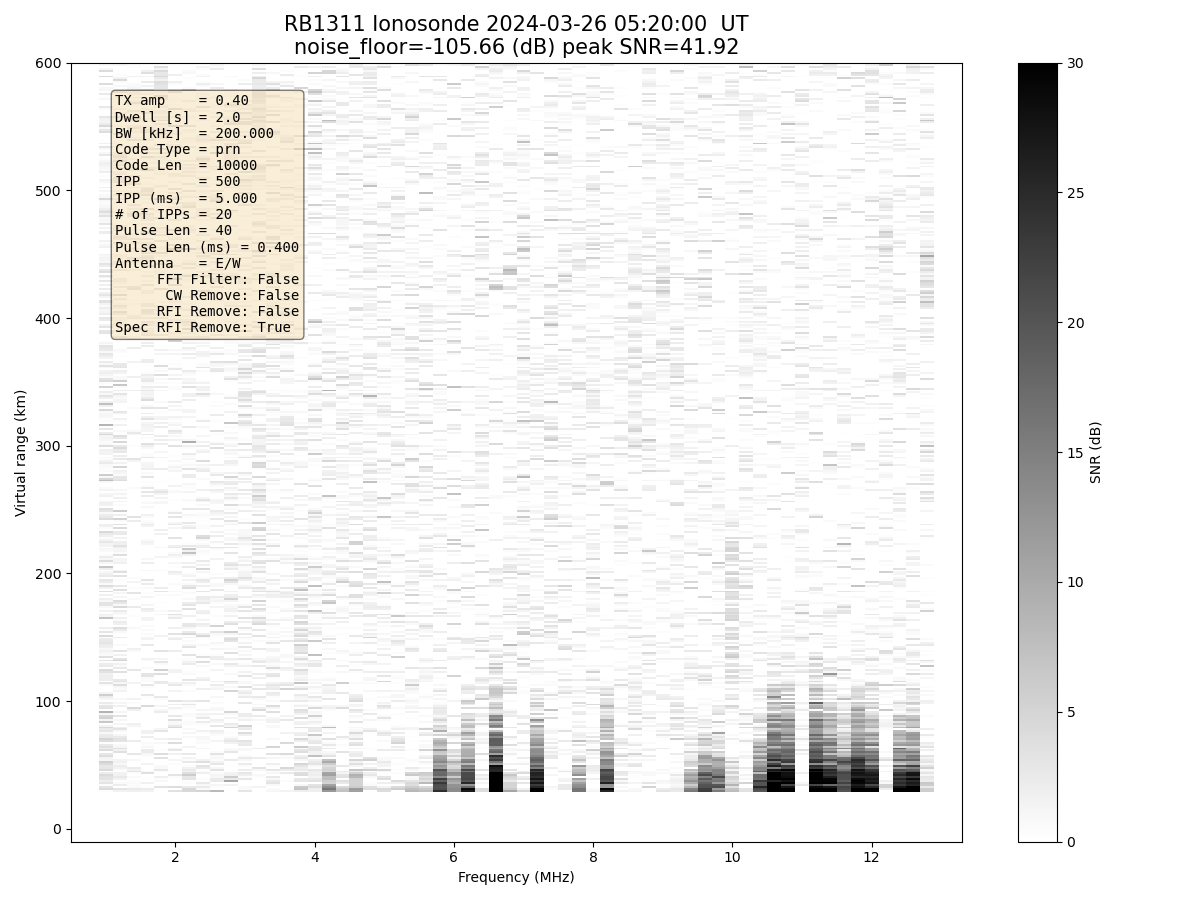 RB1311 Ionosonde 2024-03-26 05:20:00  UT
noise_floor=-105.66 (dB) peak SNR=41.92
TX amp    = 0.40
Dwell [s] = 2.0
BW [kHz]  = 200.000
Code Type = prn
Code Len  = 10000
IPP       = 500
IPP (ms)  = 5.000
# of IPPs = 20
Pulse Len = 40
Pulse Len (ms) = 0.400
Antenna   = E/W
FFT Filter: False
CW Remove: False
RFI Remove: False
Spec RFI Remove: True
Virtual range (km)
600
500
400
300
200
100
0
2 4 6 8 10 12
Frequency (MHz)
30
25
20
15
10
5
0
SNR (dB)